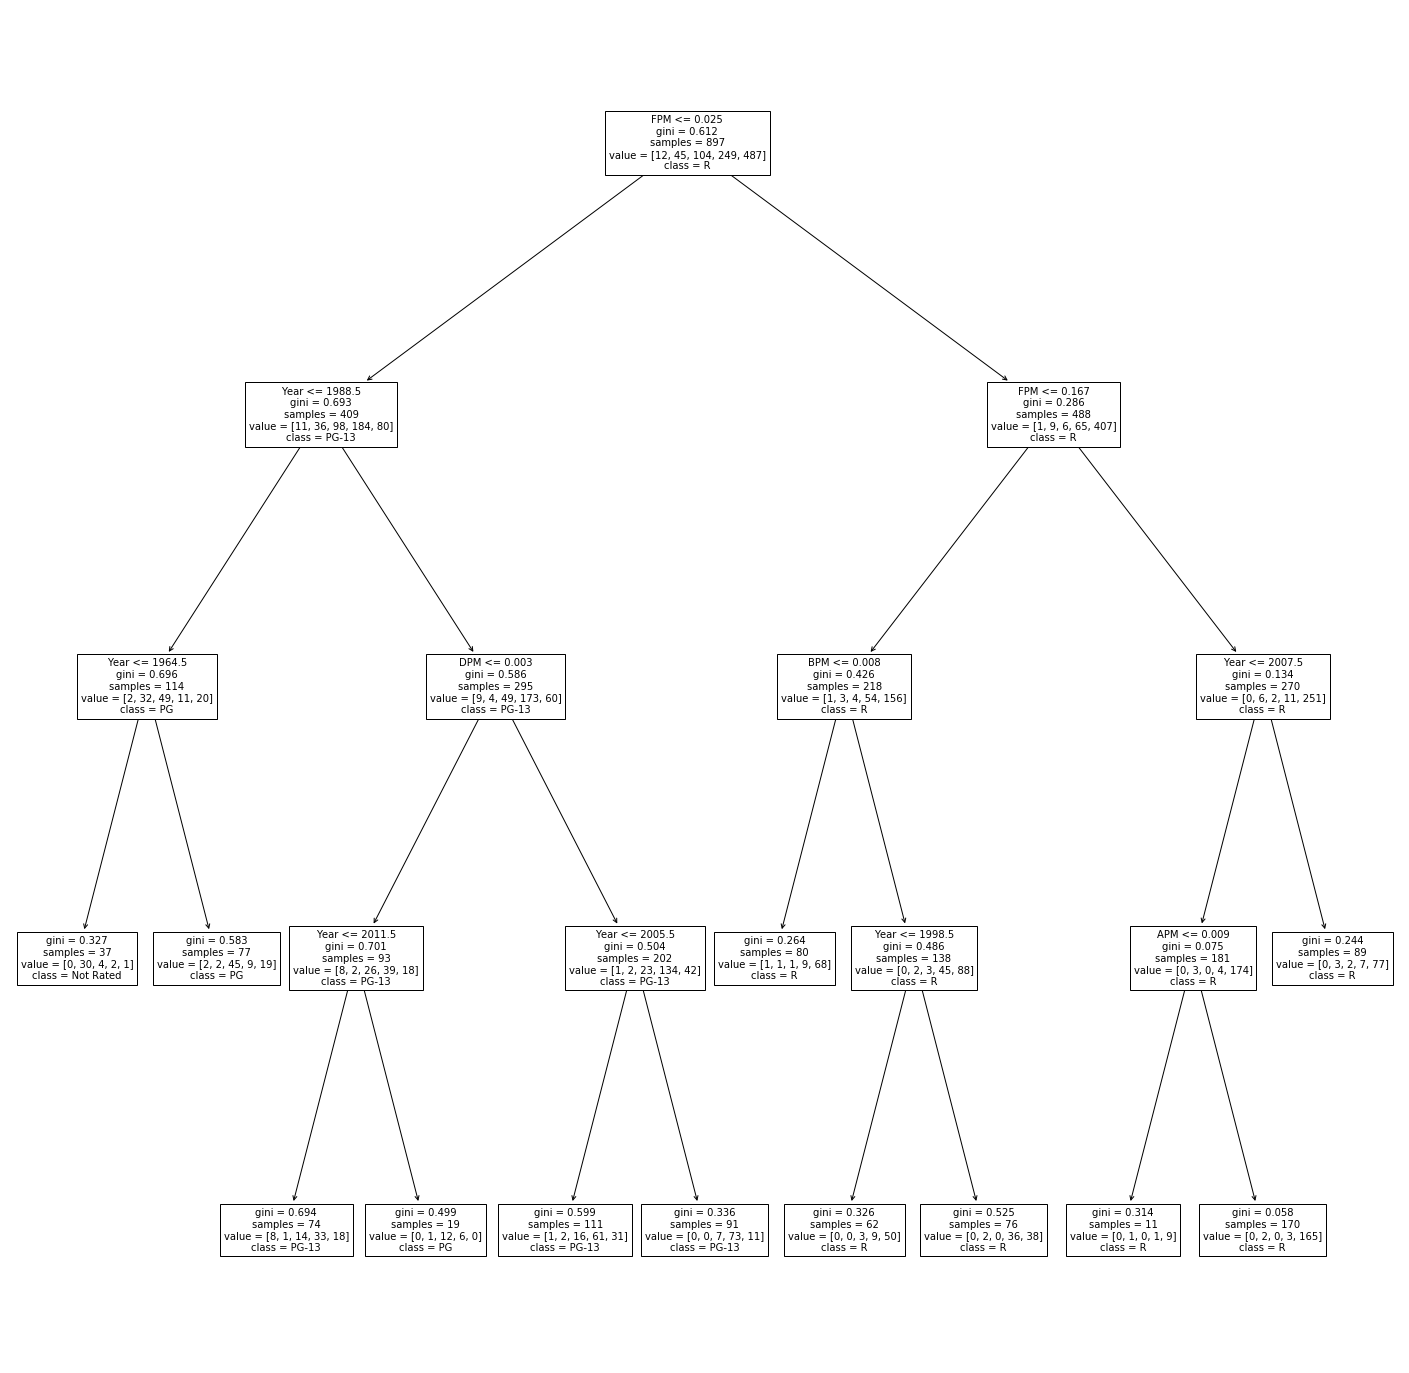 FPM <= 0.025
gini = 0.612
samples = 897
value = [12, 45, 104, 249, 487]
class = R
Year <= 1988.5
gini = 0.693
samples = 409
value = [11, 36, 98, 184, 80]
class = PG-13
FPM <= 0.167
gini = 0.286
samples = 488
value = [1, 9, 6, 65, 407]
class = R
Year <= 1964.5
gini = 0.696
samples = 114
value = [2, 32, 49, 11, 20]
class = PG
DPM <= 0.003
gini = 0.586
samples = 295
value = [9, 4, 49, 173, 60]
class = PG-13
BPM <= 0.008
gini = 0.426
samples = 218
value = [1, 3, 4, 54, 156]
class = R
Year <= 2007.5
gini = 0.134
samples = 270
value = [0, 6, 2, 11, 251]
class = R
gini = 0.327
samples = 37
value = [0, 30, 4, 2, 1]
class = Not Rated
gini = 0.583
samples = 77
value = [2, 2, 45, 9, 19]
class = PG
Year <= 2011.5
gini = 0.701
samples = 93
value = [8, 2, 26, 39, 18]
class = PG-13
Year <= 2005.5
gini = 0.504
samples = 202
value = [1, 2, 23, 134, 42]
class = PG-13
gini = 0.264
samples = 80
value = [1, 1, 1, 9, 68]
class = R
Year <= 1998.5
gini = 0.486
samples = 138
value = [0, 2, 3, 45, 88]
class = R
APM <= 0.009
gini = 0.075
samples = 181
value = [0, 3, 0, 4, 174]
class = R
gini = 0.244
samples = 89
value = [0, 3, 2, 7, 77]
class = R
gini = 0.694
samples = 74
value = [8, 1, 14, 33, 18]
class = PG-13
gini = 0.499
samples = 19
value = [0, 1, 12, 6, 0]
class = PG
gini = 0.599
samples = 111
value = [1, 2, 16, 61, 31]
class = PG-13
gini = 0.336
samples = 91
value = [0, 0, 7, 73, 11]
class = PG-13
gini = 0.326
samples = 62
value = [0, 0, 3, 9, 50]
class = R
gini = 0.525
samples = 76
value = [0, 2, 0, 36, 38]
class = R
gini = 0.314
samples = 11
value = [0, 1, 0, 1, 9]
class = R
gini = 0.058
samples = 170
value = [0, 2, 0, 3, 165]
class = R